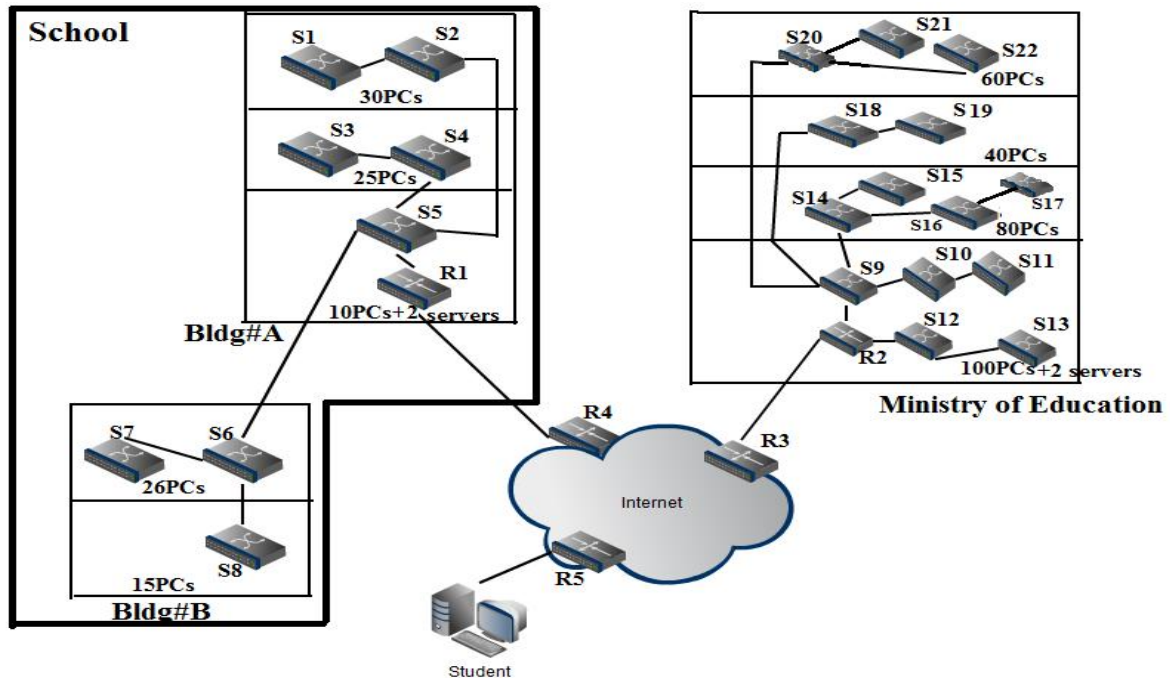 School
S1
S2
30PCs
S3
S4
25PCs
S5
R1
10PCs+2 servers
Bldg#A
S7
S6
26PCs
S8
15PCs
Bldg#B
S20
S21
S22
60PCs
S18
S19
40PCs
S14
S15
S16
S17
80PCs
S9
S10
S11
R2
S12
S13
100PCs+2 servers
Ministry of Education
R4
R3
Internet
R5
Student